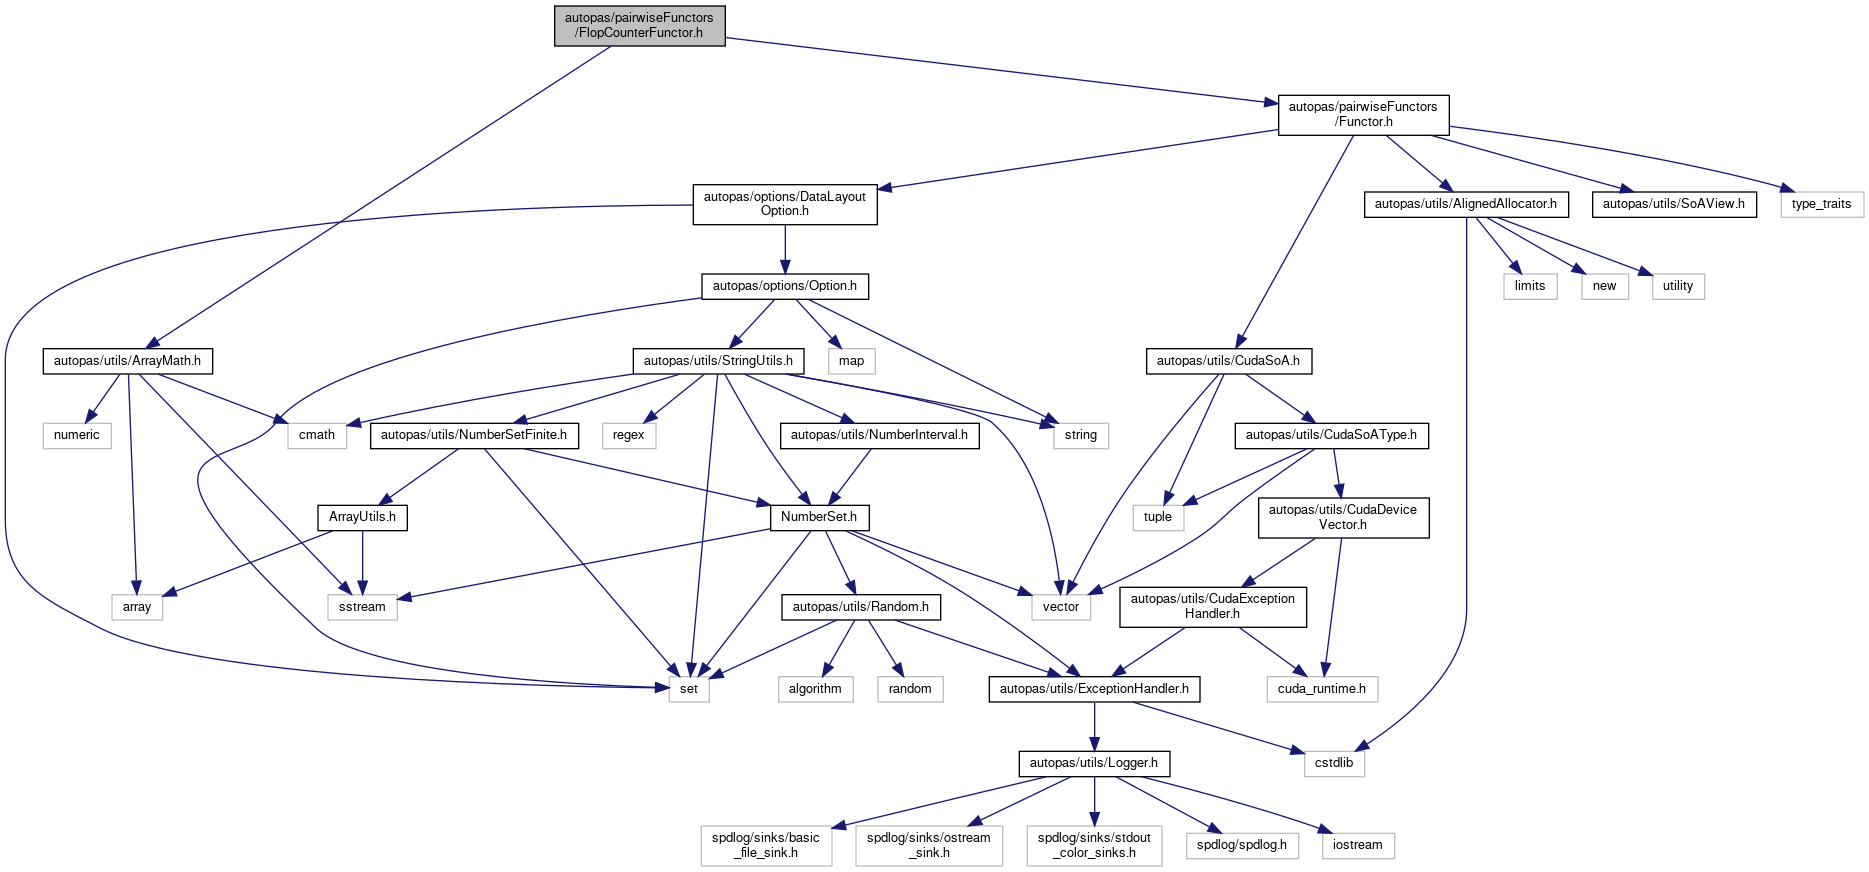 autopas/pairwiseFunctors
/FlopCounterFunctor.h
autopas/pairwiseFunctors
/Functor.h
autopas/options/DataLayout
Option.h
autopas/utils/AlignedAllocator.h
autopas/utils/SoAView.h
type_traits
autopas/options/Option.h
limits
new
utility
autopas/utils/ArrayMath.h
autopas/utils/StringUtils.h
map
autopas/utils/CudaSoA.h
numeric
cmath
autopas/utils/NumberSetFinite.h
regex
autopas/utils/NumberInterval.h
string
autopas/utils/CudaSoAType.h
ArrayUtils.h
NumberSet.h
tuple
autopas/utils/CudaDevice
Vector.h
array
sstream
autopas/utils/Random.h
vector
autopas/utils/CudaException
Handler.h
set
algorithm
random
autopas/utils/ExceptionHandler.h
cuda_runtime.h
autopas/utils/Logger.h
cstdlib
spdlog/sinks/basic
_file_sink.h
spdlog/sinks/ostream
_sink.h
spdlog/sinks/stdout
_color_sinks.h
spdlog/spdlog.h
iostream